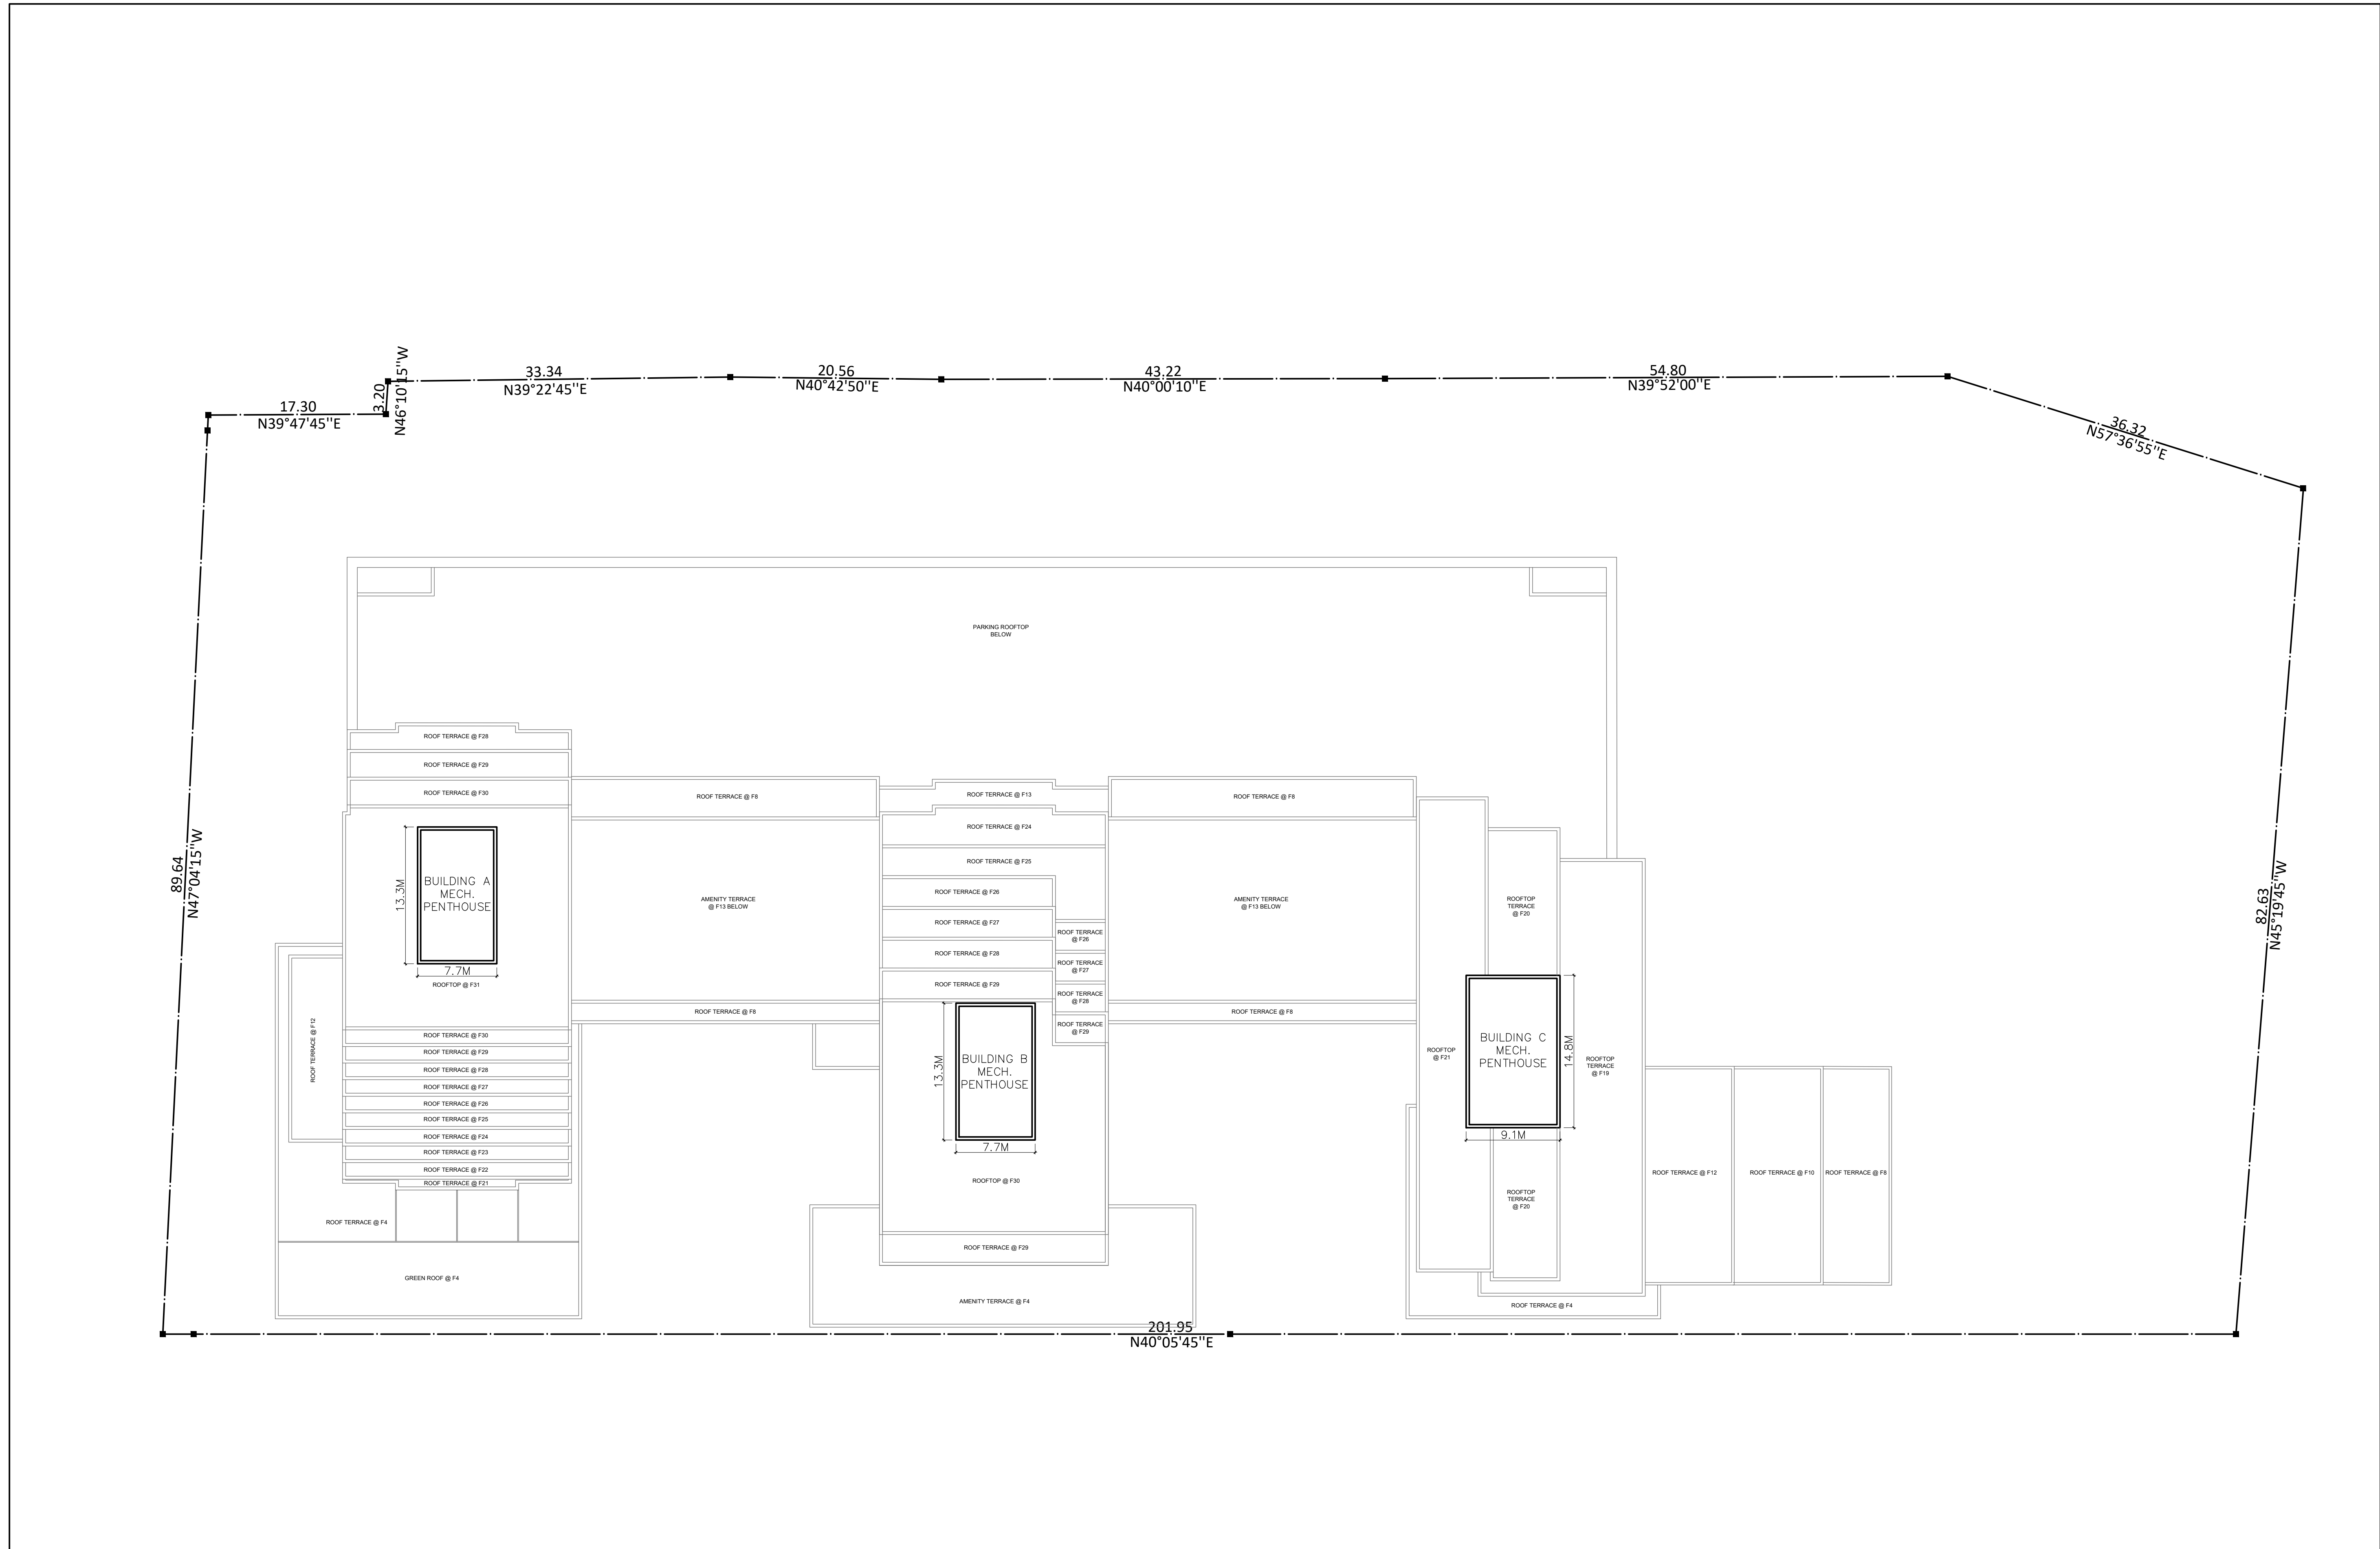 33.34
N39°22'45''E
20.56
N40°42'50''E
43.22
N40°00'10''E
54.80
N39°52'00''E
17.30
N39°47'45''E
3.20
N46°10'15''W
36.32
N57°36'55''E
PARKING ROOFTOP
BELOW
ROOF TERRACE @ F28
ROOF TERRACE @ F29
ROOF TERRACE @ F30
ROOF TERRACE @ F8
ROOF TERRACE @ F13
ROOF TERRACE @ F8
ROOF TERRACE @ F24
ROOF TERRACE @ F25
ROOF TERRACE @ F26
ROOF TERRACE @ F27
ROOF TERRACE @ F28
ROOF TERRACE @ F29
ROOF TERRACE
@ F26
ROOF TERRACE
@ F27
ROOF TERRACE
@ F28
ROOF TERRACE
@ F29
89.64
N47°04'15''W
13.3M
BUILDING A
MECH.
PENTHOUSE
7.7M
ROOFTOP @ F31
AMENITY TERRACE
@ F13 BELOW
AMENITY TERRACE
@ F13 BELOW
ROOFTOP
TERRACE
@ F20
82.63
N45°19'45''W
ROOF TERRACE @ F8
ROOF TERRACE @ F8
ROOF TERRACE @ F12
ROOF TERRACE @ F30
ROOF TERRACE @ F29
ROOF TERRACE @ F28
ROOF TERRACE @ F27
ROOF TERRACE @ F26
ROOF TERRACE @ F25
ROOF TERRACE @ F24
ROOF TERRACE @ F23
ROOF TERRACE @ F22
ROOF TERRACE @ F21
ROOF TERRACE @ F4
GREEN ROOF @ F4
13.3M
BUILDING B
MECH.
PENTHOUSE
7.7M
ROOFTOP @ F30
ROOF TERRACE @ F29
AMENITY TERRACE @ F4
ROOFTOP
@ F21
BUILDING C
MECH.
PENTHOUSE
14.8M
9.1M
ROOFTOP
TERRACE
@ F19
ROOFTOP
TERRACE
@ F20
ROOF TERRACE @ F12
ROOF TERRACE @ F10
ROOF TERRACE @ F8
ROOF TERRACE @ F4
201.95
N40°05'45''E